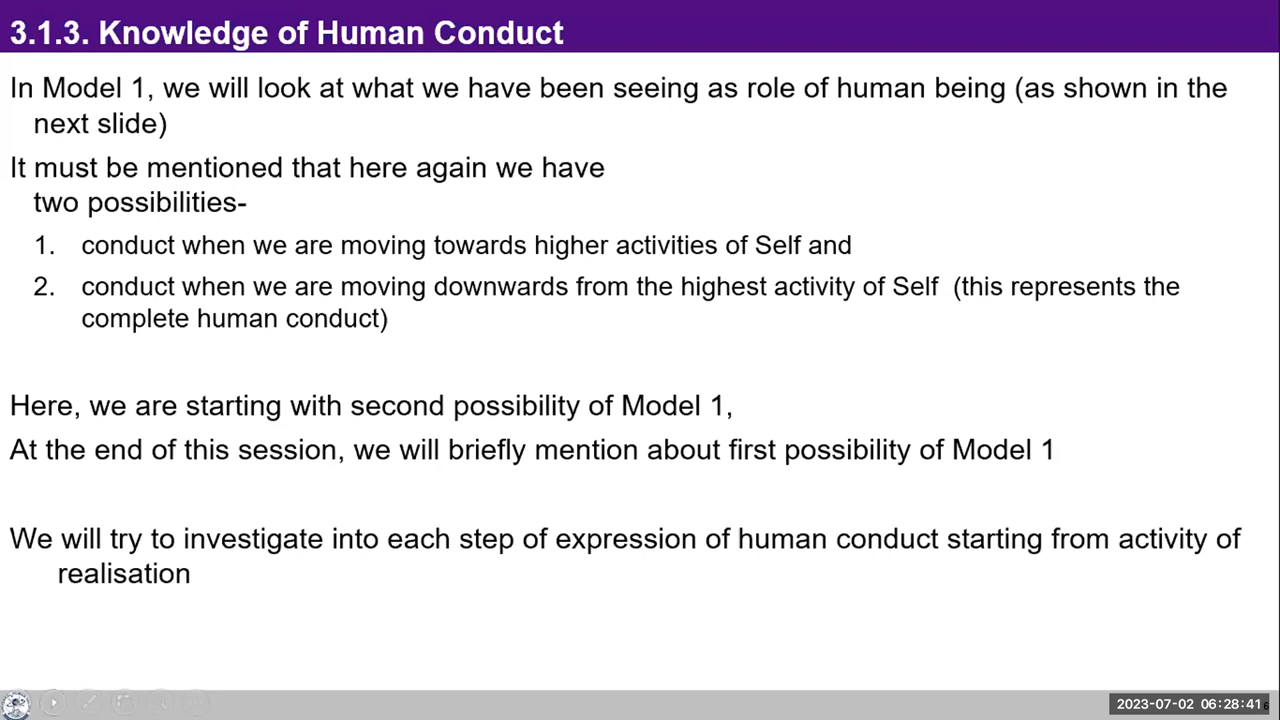 3.1.3. Knowledge of Human Conduct
In Model 1, we will look at what we have been seeing as role of human being (as shown in the
next slide)
It must be mentioned that here again we have
two possibilities-
1. conduct when we are moving towards higher activities of Self and
2. conduct when we are moving downwards from the highest activity of Self (this represents the
complete human conduct)
Here, we are starting with second possibility of Model 1,
At the end of this session, we will briefly mention about first possibility of Model 1
We will try to investigate into each step of expression of human conduct starting from activity of
realisation
2023-07-02 06:28:41
6